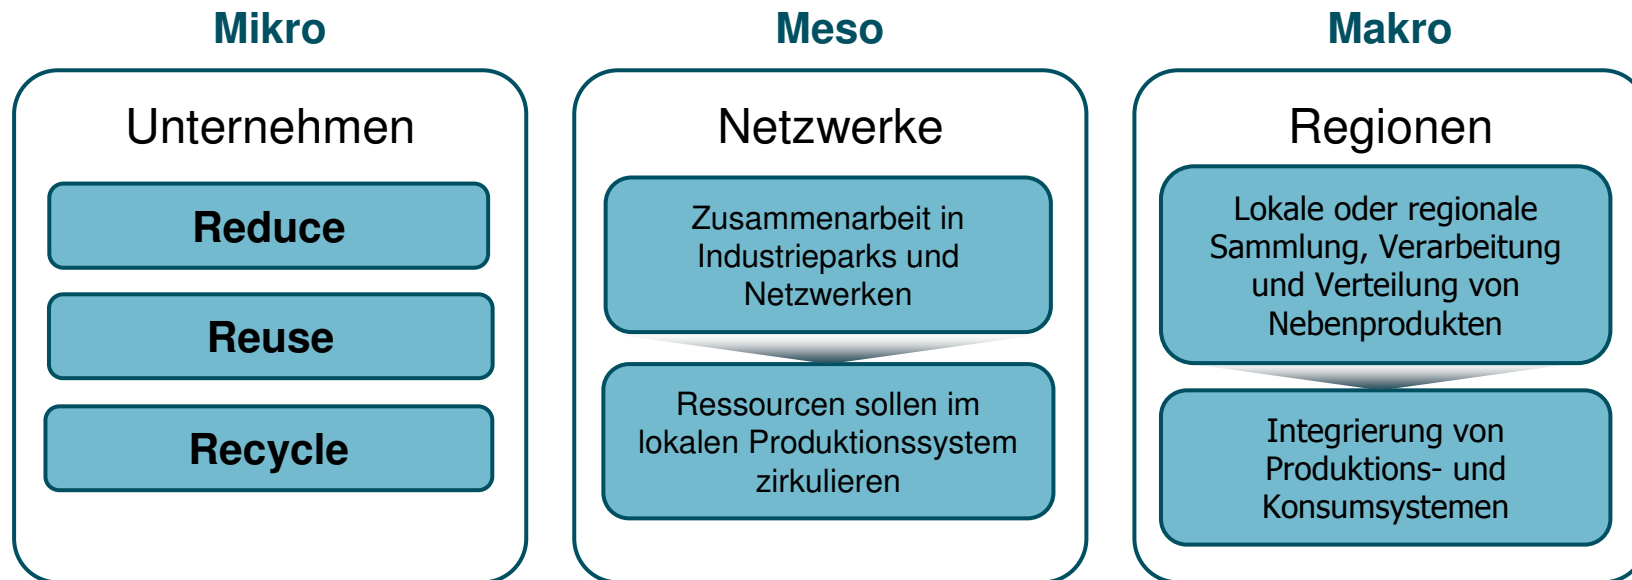 Mikro
Unternehmen
Reduce
Reuse
Recycle
Meso
Netzwerke
Zusammenarbeit in
Industrieparks und
Netzwerken
Ressourcen sollen im
lokalen Produktionssystem
zirkulieren
Makro
Regionen
Lokale oder regionale
Sammlung, Verarbeitung
und Verteilung von
Nebenprodukten
Integrierung von
Produktions- und
Konsumsystemen